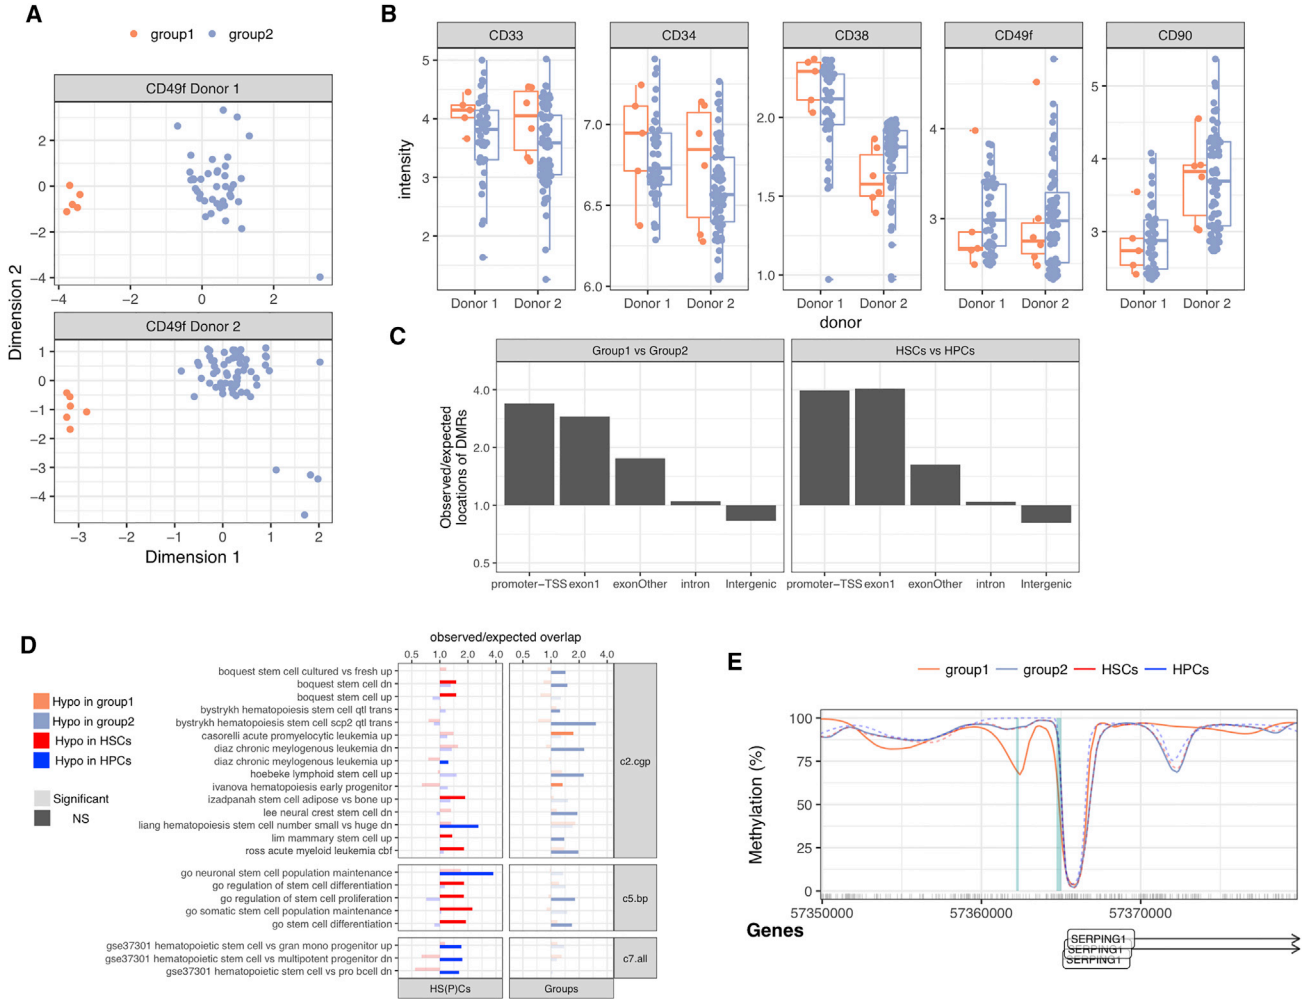 A
group1 group2
CD49f Donor 1
2
0
−2
−4
−4 −2 0 2
CD49f Donor 2
1
0
−1
−2
−3
−4
−3 −2 −1 0 1 2
Dimension 1
Dimension 2
B
CD33 CD34 CD38 CD49f CD90
intensity
5
4
3
2
7.0
6.5
6.0
2.0
1.5
1.0
4
3
5
4
3
Donor 1 Donor 2 Donor 1 Donor 2 Donor 1 Donor 2 Donor 1 Donor 2 Donor 1 Donor 2
donor
C
Group1 vs Group2 HSCs vs HPCs
Observed/expected
locations of DMRs
4.0
2.0
1.0
0.5
promoter−TSS exon1 exonOther intron Intergenic promoter−TSS exon1 exonOther intron Intergenic
D
observed/expected overlap
0.5 1.0 2.0 4.0 0.5 1.0 2.0 4.0
Hypo in group1
Hypo in group2
Hypo in HSCs
Hypo in HPCs
Significant
NS
boquest stem cell cultured vs fresh up
boquest stem cell dn
boquest stem cell up
bystrykh hematopoiesis stem cell qtl trans
bystrykh hematopoiesis stem cell scp2 qtl trans
casorelli acute promyelocytic leukemia up
diaz chronic meylogenous leukemia dn
diaz chronic meylogenous leukemia up
hoebeke lymphoid stem cell up
ivanova hematopoiesis early progenitor
izadpanah stem cell adipose vs bone up
lee neural crest stem cell dn
liang hematopoiesis stem cell number small vs huge dn
lim mammary stem cell up
ross acute myeloid leukemia cbf
c2.cgp
go neuronal stem cell population maintenance
go regulation of stem cell differentiation
go regulation of stem cell proliferation
go somatic stem cell population maintenance
go stem cell differentiation
c5.bp
gse37301 hematopoietic stem cell vs gran mono progenitor up
gse37301 hematopoietic stem cell vs multipotent progenitor dn
gse37301 hematopoietic stem cell vs pro bcell dn
c7.all
HS(P)Cs Groups
E
group1 group2 HSCs HPCs
Methylation (%)
100
75
50
25
0
57350000 57360000 57370000
Genes
SERPING1
SERPING1
SERPING1